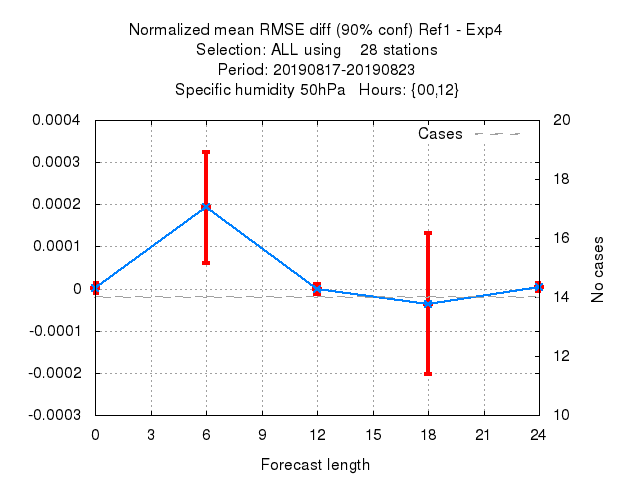 Normalized mean RMSE diff (90% conf) Ref1 - Exp4
Selection: ALL using    28 stations
Period: 20190817-20190823
Specific humidity 50hPa   Hours: {00,12}
Cases
0.0004
0.0003
0.0002
0.0001
0
-0.0001
-0.0002
-0.0003
20
18
16
14
12
10
No cases
0 3 6 9 12 15 18 21 24
Forecast length